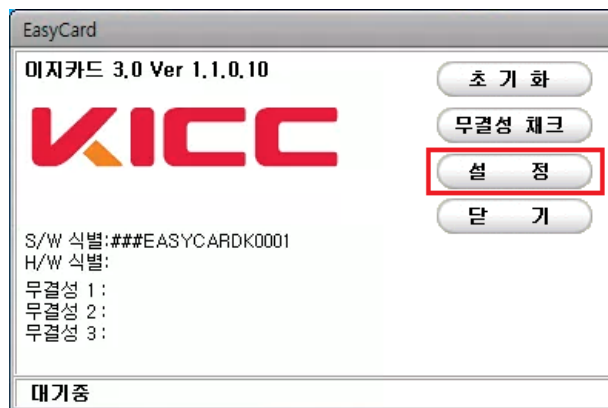 EasyCard
이지카드 3.0 Ver 1.1.0.10
초 기 화
KICC
무결성 체크
설 정
닫 기
S/W 식별:###EASYCARDK0001
H/W 식별:
무결성 1 :
무결성 2 :
무결성 3 :
대기중